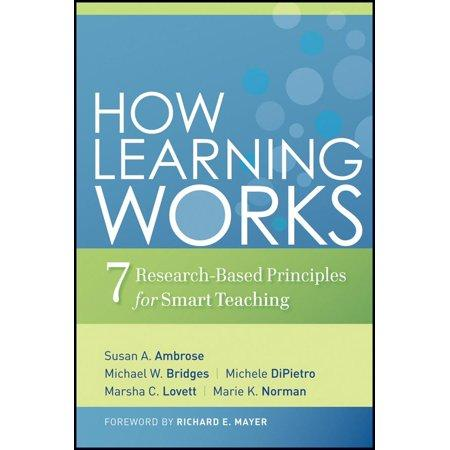 HOW
LEARNING
WORKS
7 Research-Based Principles
for Smart Teaching
Susan A. Ambrose
Michael W. Bridges | Michele DiPietro
Marsha C. Lovett | Marie K. Norman
FOREWORD BY RICHARD E. MAYER